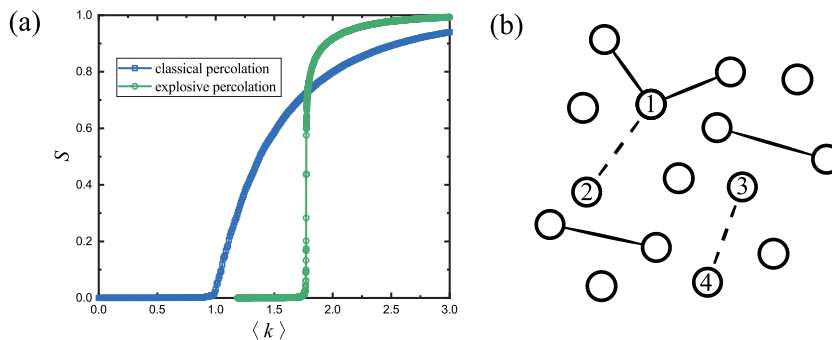 (a)
1.0
0.8
0.6
0.4
0.2
0.0
S
classical percolation
explosive percolation
0.0 0.5 1.0 1.5 2.0 2.5 3.0
⟨ k ⟩
(b)
1
2
3
4